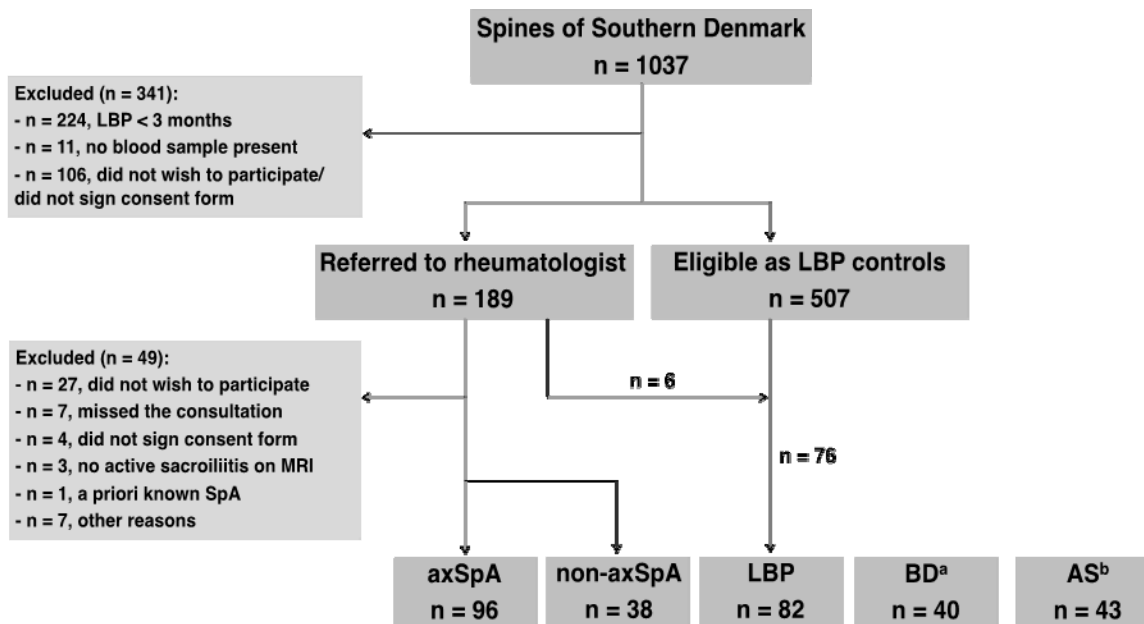 Spines of Southern Denmark
n = 1037
Excluded (n = 341):
- n = 224, LBP < 3 months
- n = 11, no blood sample present
- n = 106, did not wish to participate/
did not sign consent form
Referred to rheumatologist
n = 189
Eligible as LBP controls
n = 507
Excluded (n = 49):
- n = 27, did not wish to participate
- n = 7, missed the consultation
- n = 4, did not sign consent form
- n = 3, no active sacroiliitis on MRI
- n = 1, a priori known SpA
- n = 7, other reasons
n = 6
n = 76
axSpA
n = 96
non-axSpA
n = 38
LBP
n = 82
BDᵃ
n = 40
ASᵇ
n = 43